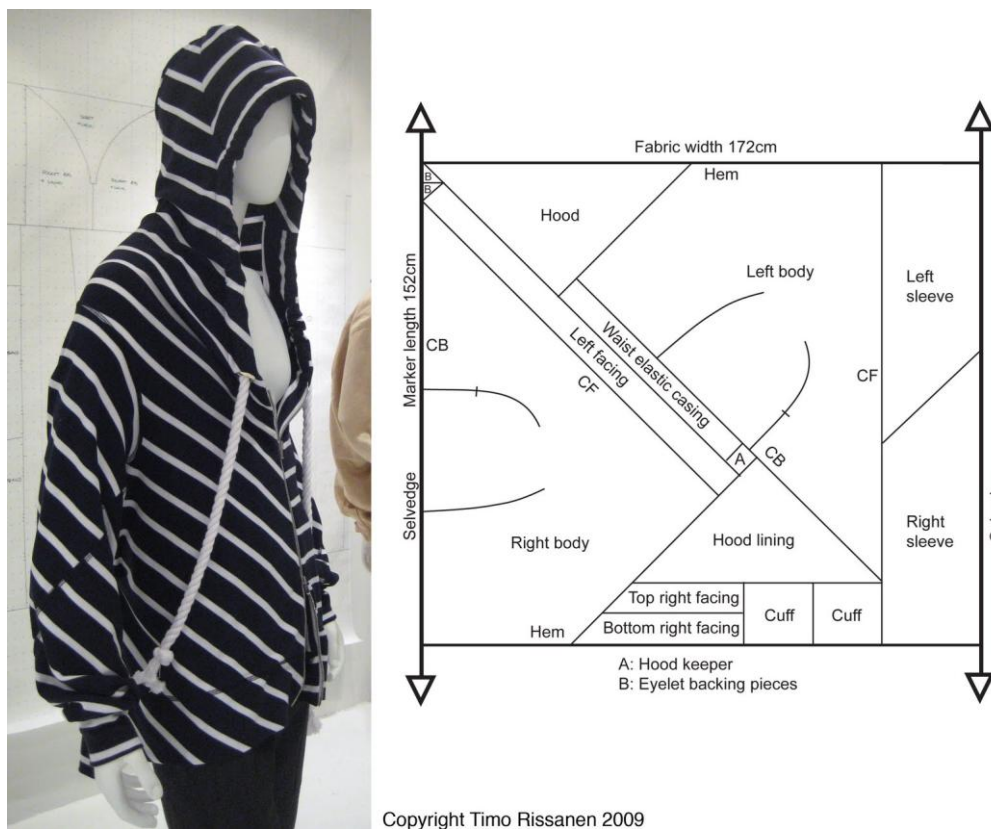 Fabric width 172cm
B
B
Hood
Hem
Left body
Left
sleeve
Marker length 152cm
CB
Left facing
Waist elastic casing
CF
CF
A
CB
Selvedge
Right body
Hood lining
Right
sleeve
Top right facing
Bottom right facing
Cuff
Cuff
Hem
A: Hood keeper
B: Eyelet backing pieces
Copyright Timo Rissanen 2009